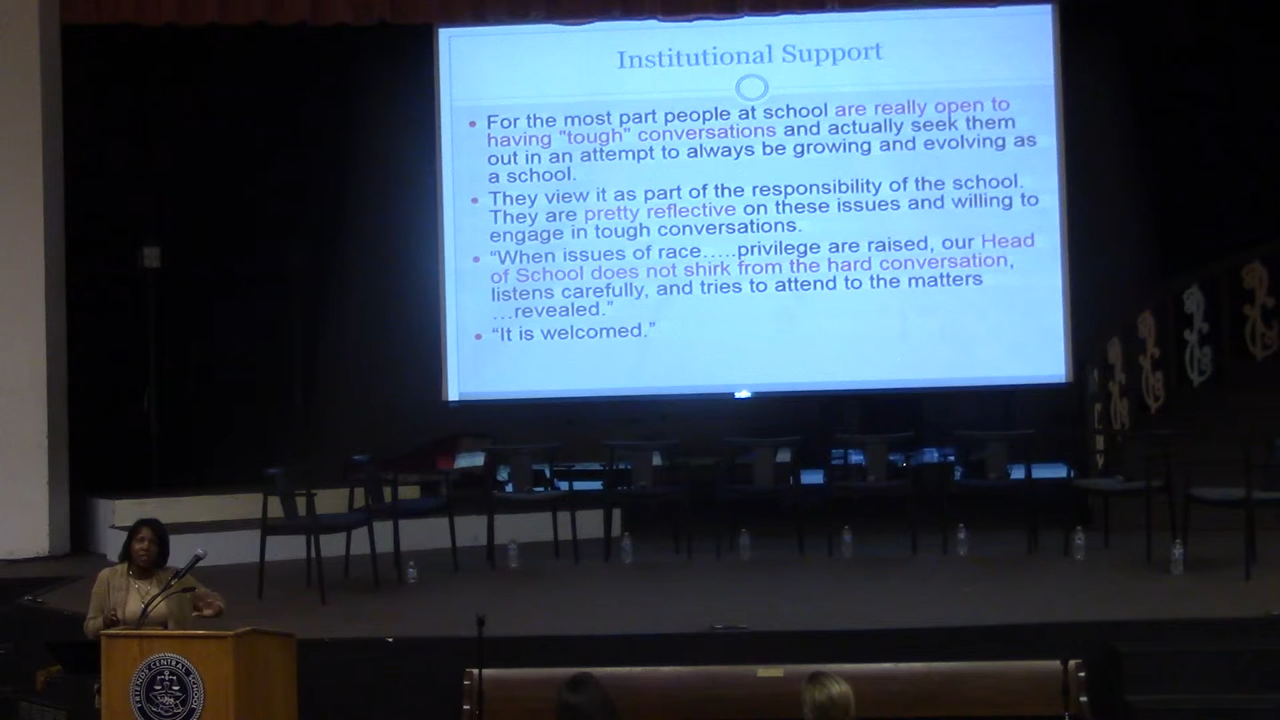 Institutional Support
• For the most part people at school are really open to
having "tough" conversations and actually seek them
out in an attempt to always be growing and evolving as
a school.
• They view it as part of the responsibility of the school.
They are pretty reflective on these issues and willing to
engage in tough conversations.
• “When issues of race…..privilege are raised, our Head
of School does not shirk from the hard conversation,
listens carefully, and tries to attend to the matters
…revealed.”
• “It is welcomed.”
FRIENDS' CENTRAL SCHOOL